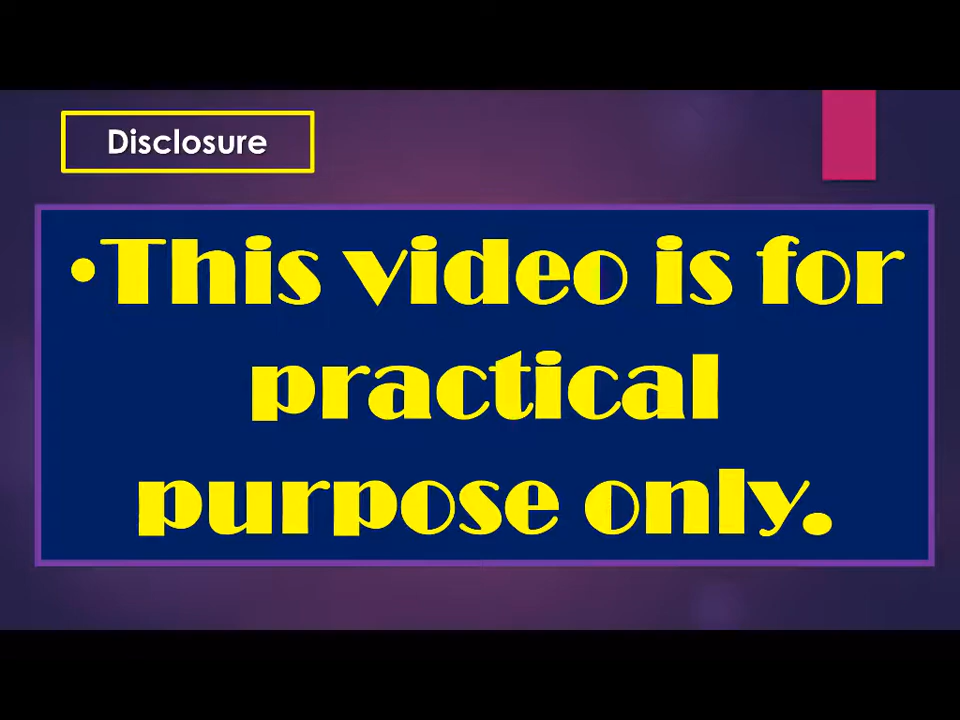 Disclosure
•This video is for
practical
purpose only.